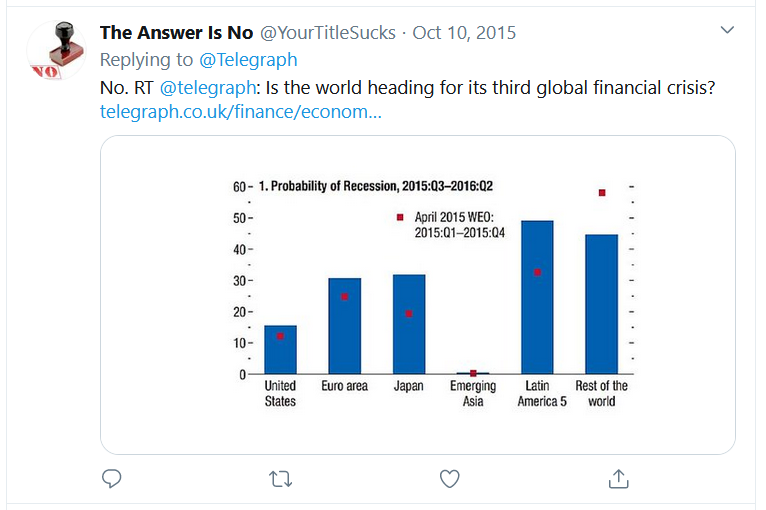 The Answer Is No @YourTitleSucks · Oct 10, 2015
NO
Replying to @Telegraph
No. RT @telegraph: Is the world heading for its third global financial crisis?
telegraph.co.uk/finance/econom...
1. Probability of Recession, 2015:Q3–2016:Q2
April 2015 WEO:
2015:Q1–2015:Q4
60
50
40
30
20
10
0
United States
Euro area
Japan
Emerging Asia
Latin America 5
Rest of the world